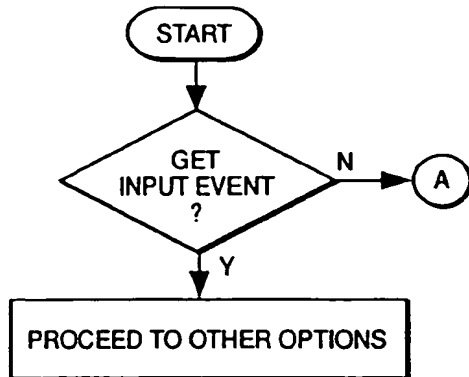 START
GET
INPUT EVENT
?
N
A
Y
PROCEED TO OTHER OPTIONS